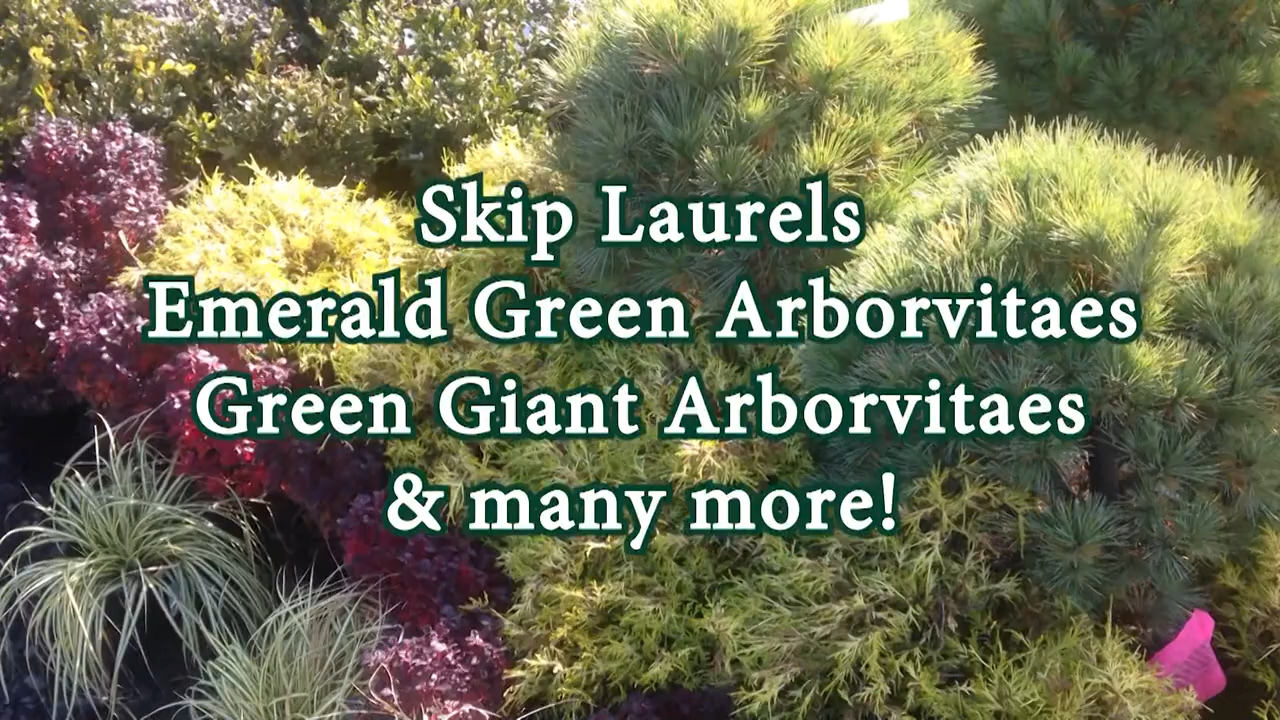 Skip Laurels
Emerald Green Arborvitaes
Green Giant Arborvitaes
& many more!